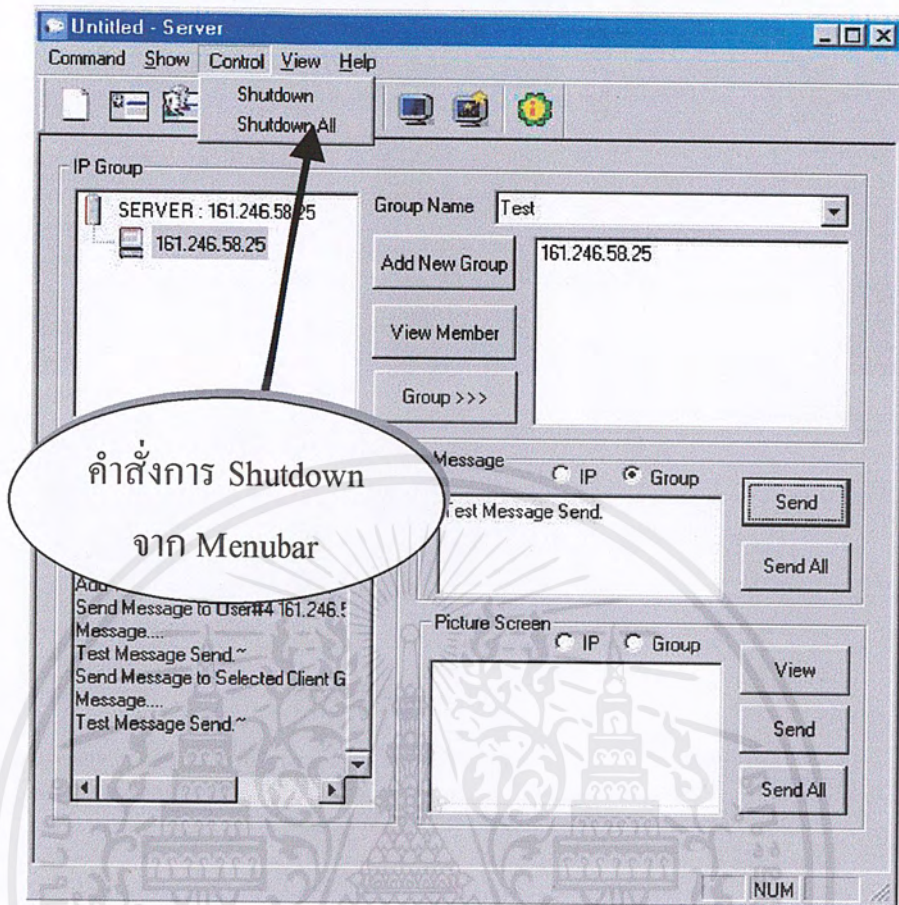 Untitled - Server
Command Show Control View Help
Shutdown
Shutdown All
IP Group
SERVER : 161.246.58.25
161.246.58.25
Group Name Test
Add New Group
161.246.58.25
View Member
Group >>>
คำสั่งการ Shutdown
จาก Menubar
Message
IP Group
Test Message Send.
Send
Send All
Send Message to User#4 161.246.5
Message....
Test Message Send.~
Send Message to Selected Client G
Message....
Test Message Send.~
Picture Screen
IP Group
View
Send
Send All
NUM